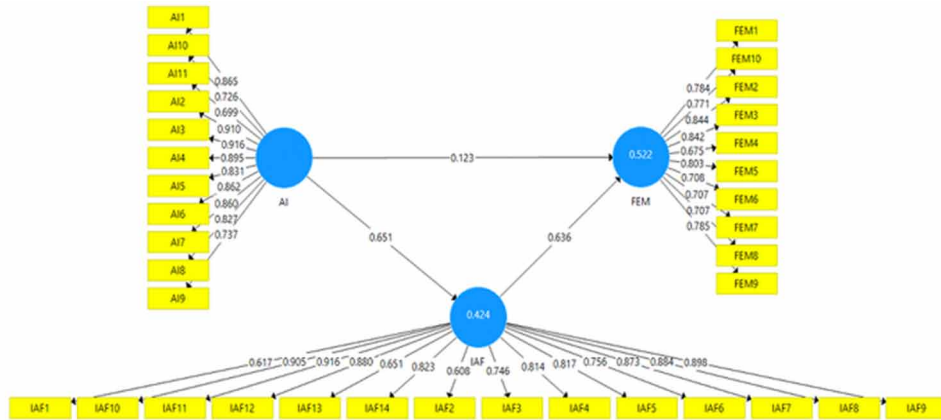 AI1
AI10
AI11
AI2
AI3
AI4
AI5
AI6
AI7
AI8
AI9
0.865
0.726
0.699
0.910
0.916
0.895
0.831
0.862
0.860
0.827
0.737
AI
0.123
0.651
0.636
0.522
FEM
0.784
0.771
0.844
0.842
0.675
0.803
0.708
0.707
0.707
0.785
FEM1
FEM10
FEM2
FEM3
FEM4
FEM5
FEM6
FEM7
FEM8
FEM9
0.424
IAF
0.617
0.905
0.916
0.880
0.651
0.823
0.608
0.746
0.814
0.817
0.756
0.873
0.884
0.898
IAF1
IAF10
IAF11
IAF12
IAF13
IAF14
IAF2
IAF3
IAF4
IAF5
IAF6
IAF7
IAF8
IAF9